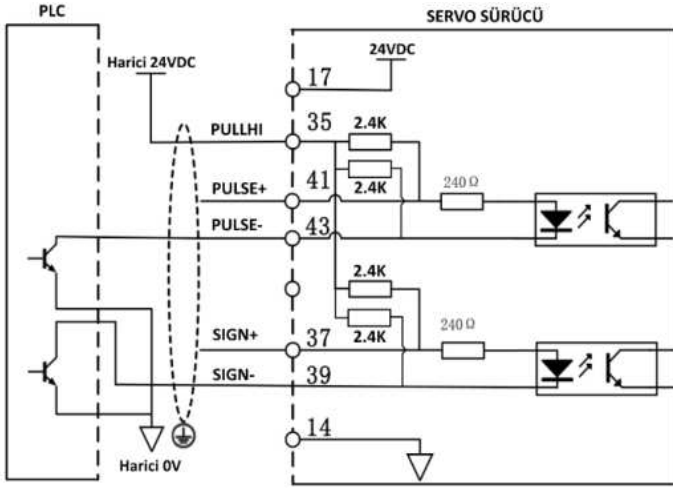 PLC
SERVO SÜRÜCÜ
Harici 24VDC
24VDC
17
PULLHI
35
2.4K
PULSE+
41
2.4K
240 Ω
PULSE-
43
2.4K
SIGN+
37
2.4K
240 Ω
SIGN-
39
14
Harici 0V